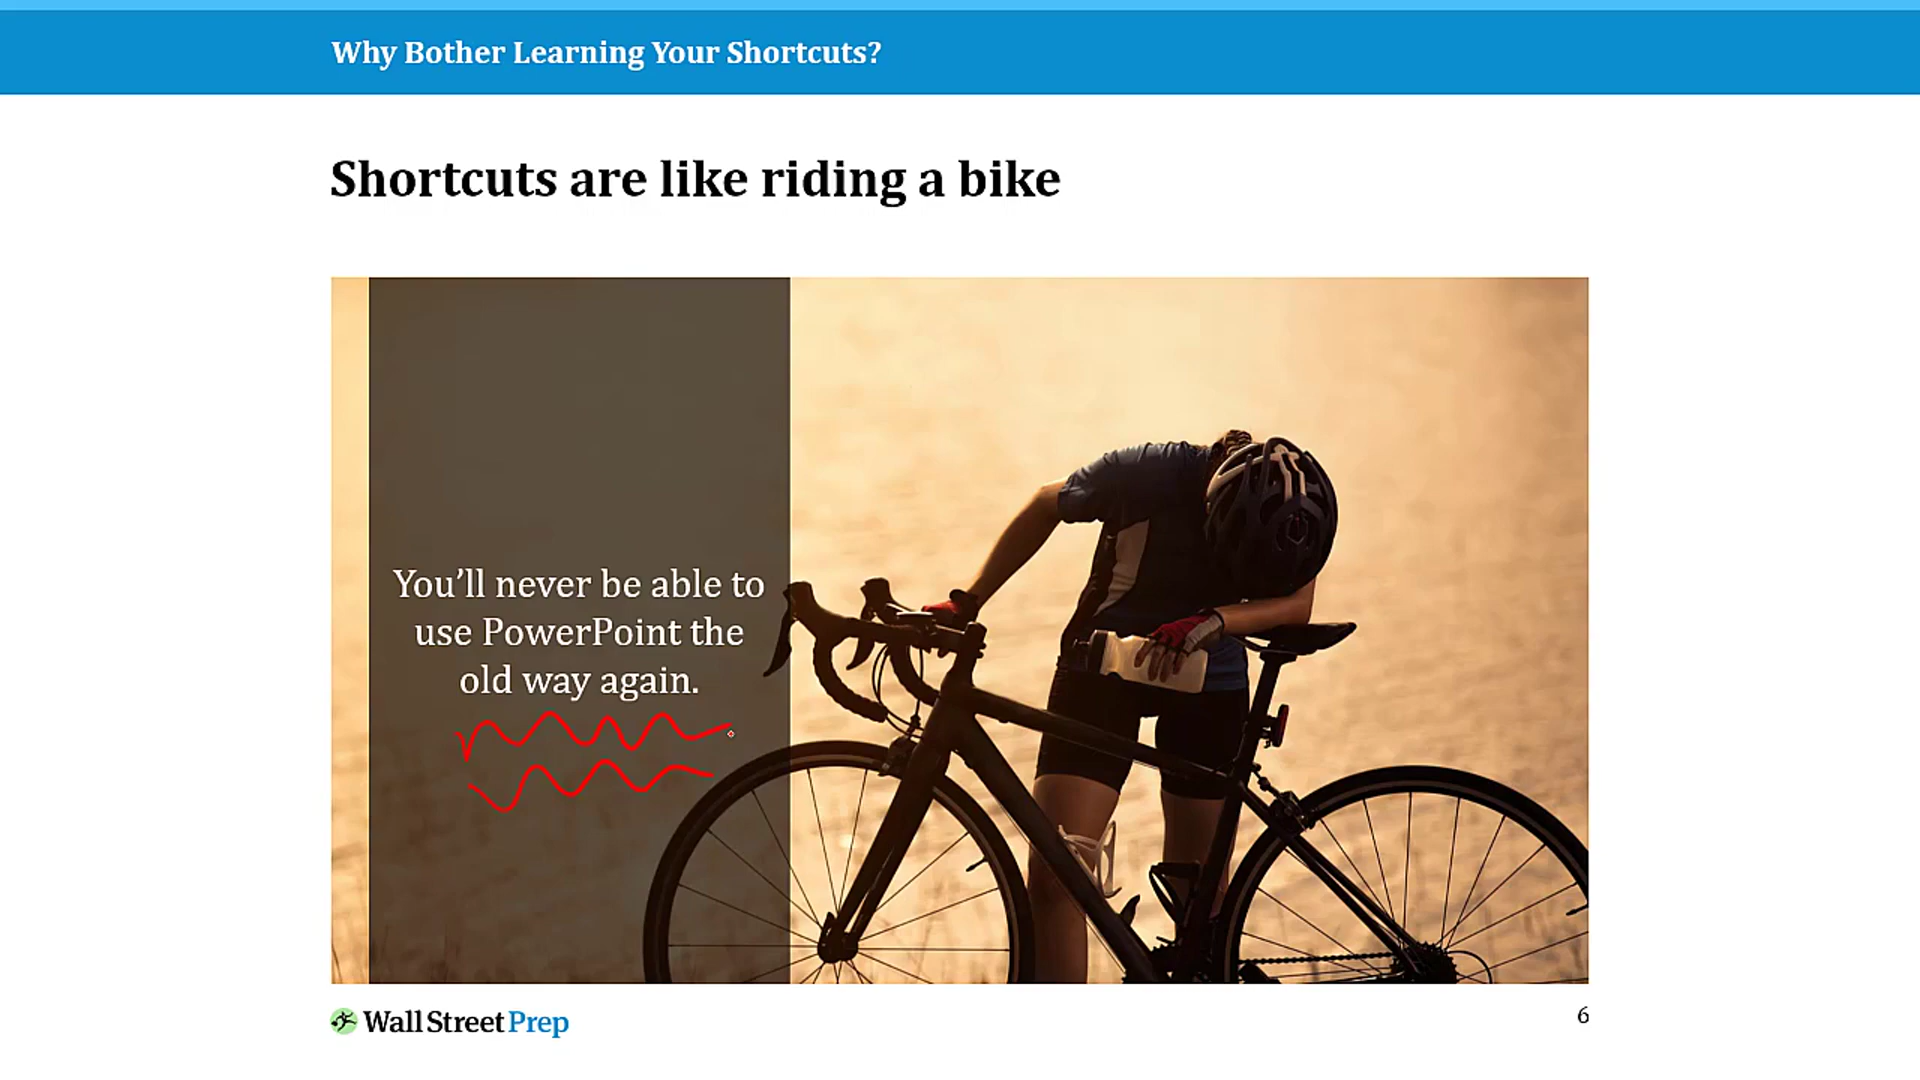 Why Bother Learning Your Shortcuts?
Shortcuts are like riding a bike
You’ll never be able to
use PowerPoint the
old way again.
Wall Street Prep
6